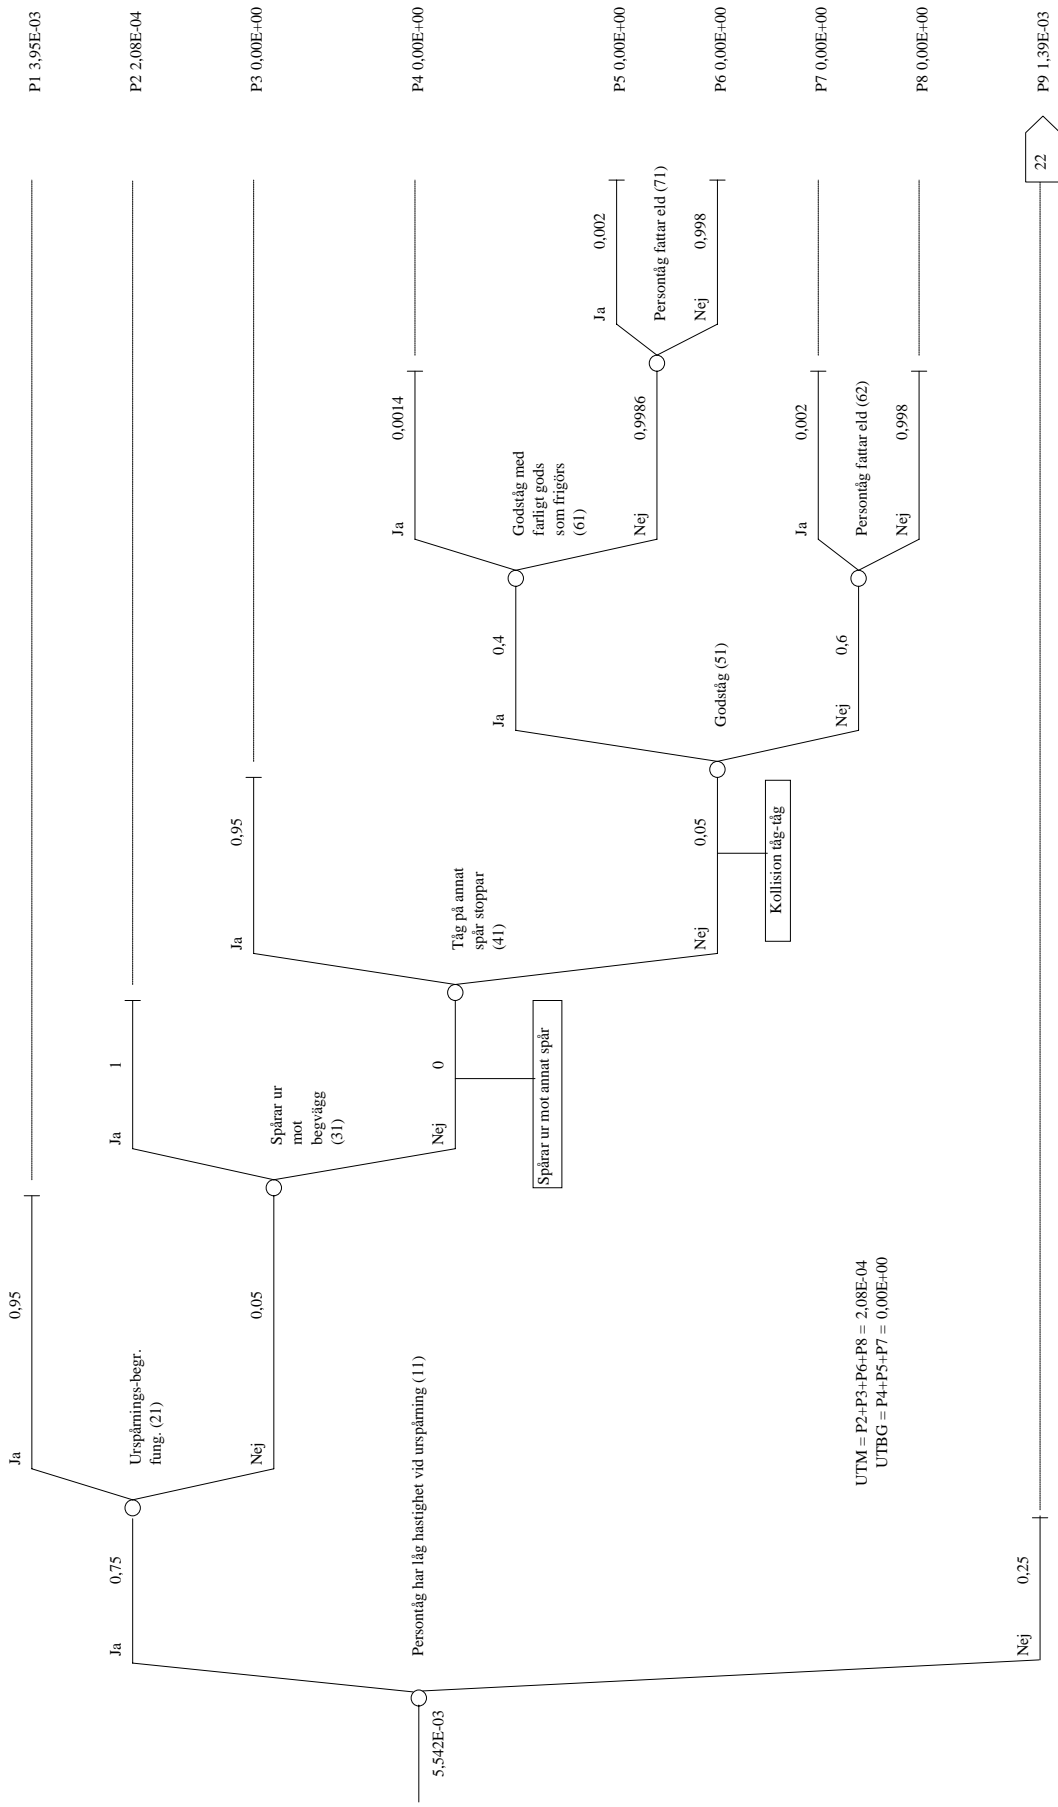 5,542E-03
Persontåg har låg hastighet vid urspårning (11)
Ja
0,75
Nej
0,25
Urspårnings-begr.
fung. (21)
Ja
0,95
Nej
0,05
Spårar ur
mot
begvägg
(31)
Ja
1
Nej
0
Spårar ur mot annat spår
Tåg på annat
spår stoppar
(41)
Ja
0,95
Nej
0,05
Kollision tåg-tåg
Godståg (51)
Ja
0,4
Nej
0,6
Godståg med
farligt gods
som frigörs
(61)
Ja
0,0014
Nej
0,9986
Persontåg fattar eld (62)
Ja
0,002
Nej
0,998
Persontåg fattar eld (71)
Ja
0,002
Nej
0,998
22
P1 3,95E-03
P2 2,08E-04
P3 0,00E+00
P4 0,00E+00
P5 0,00E+00
P6 0,00E+00
P7 0,00E+00
P8 0,00E+00
P9 1,39E-03
UTM = P2+P3+P6+P8 = 2,08E-04
UTBG = P4+P5+P7 = 0,00E+00